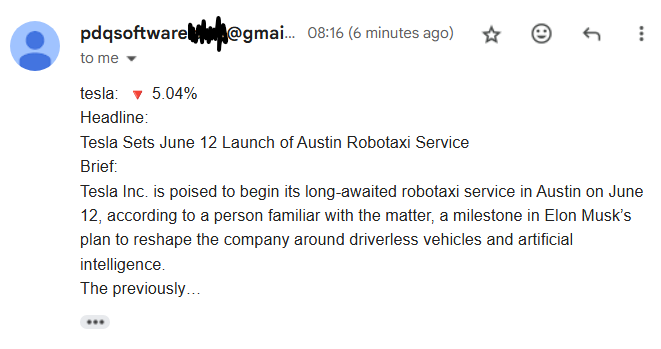 pdqsoftware @gmai... 08:16 (6 minutes ago)
to me
tesla: 🔻 5.04%
Headline:
Tesla Sets June 12 Launch of Austin Robotaxi Service
Brief:
Tesla Inc. is poised to begin its long-awaited robotaxi service in Austin on June
12, according to a person familiar with the matter, a milestone in Elon Musk’s
plan to reshape the company around driverless vehicles and artificial
intelligence.
The previously…